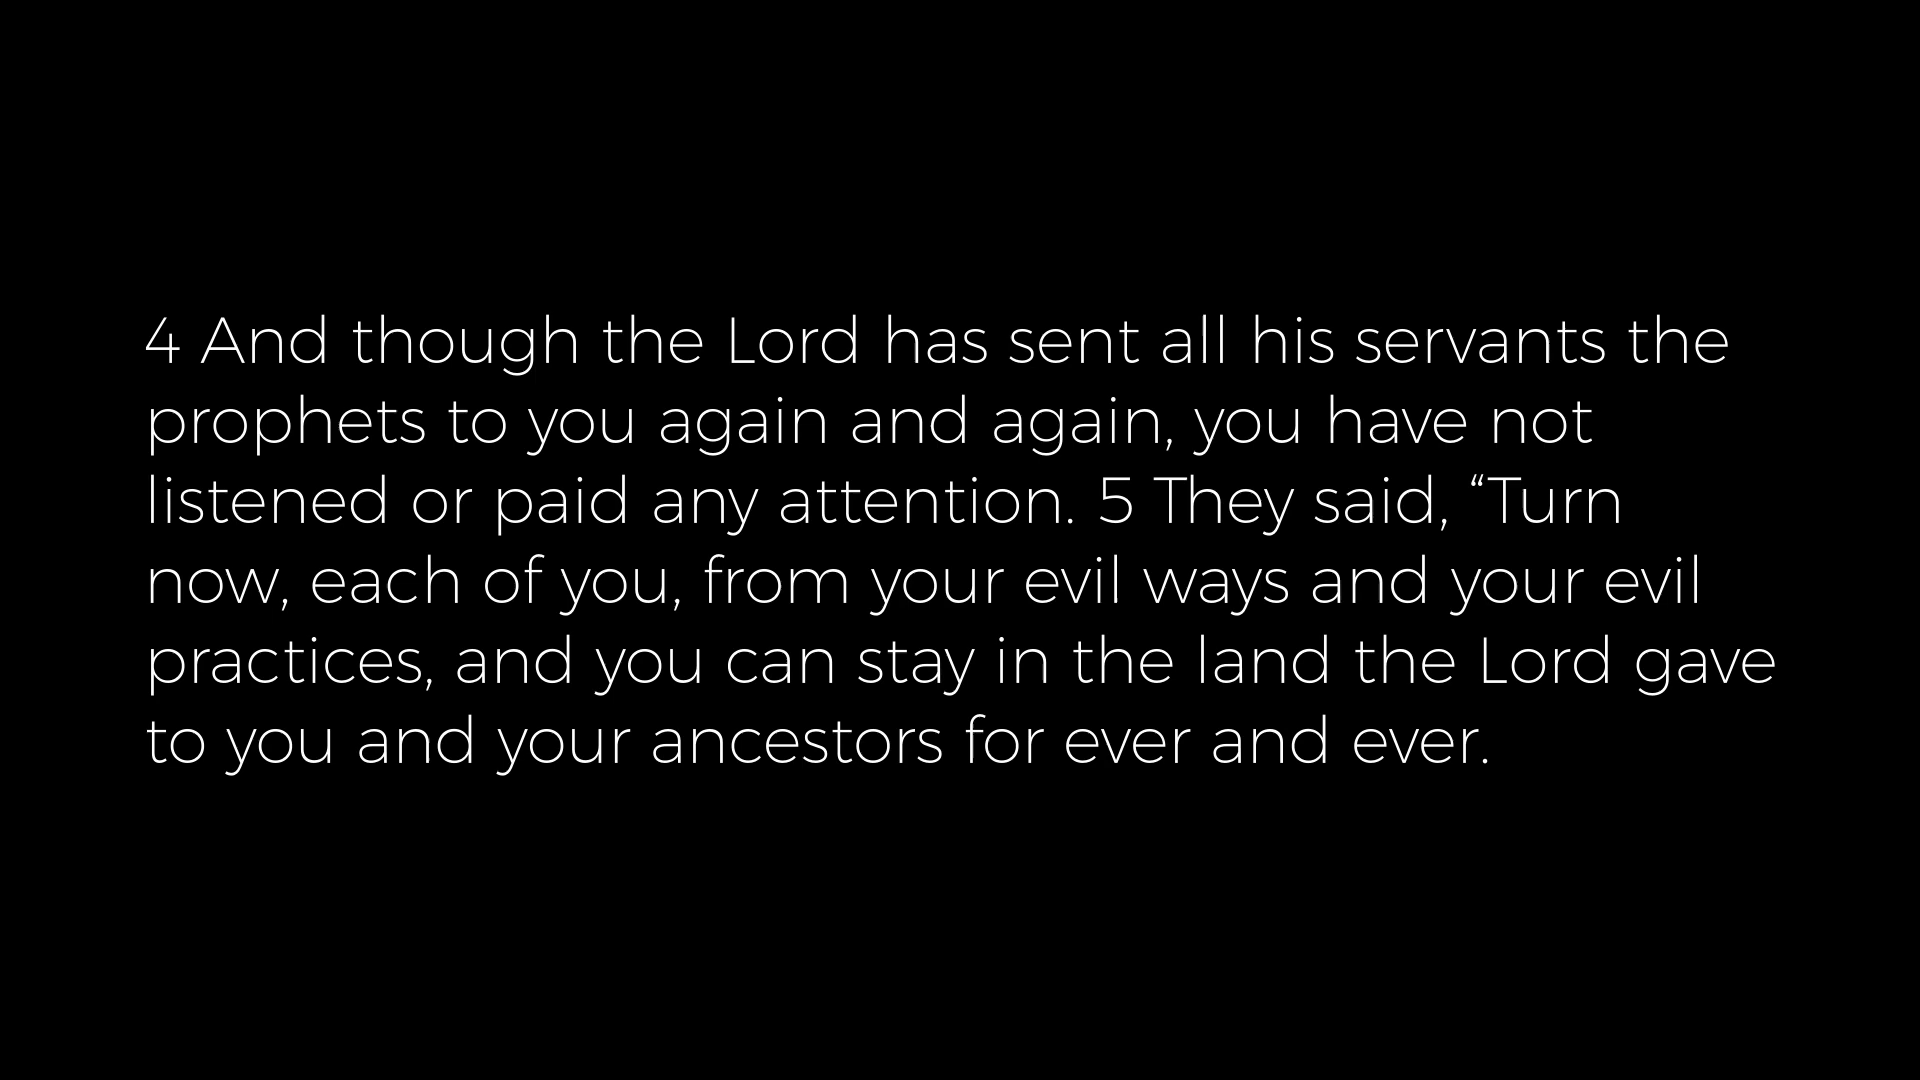 4 And though the Lord has sent all his servants the
prophets to you again and again, you have not
listened or paid any attention. 5 They said, “Turn
now, each of you, from your evil ways and your evil
practices, and you can stay in the land the Lord gave
to you and your ancestors for ever and ever.